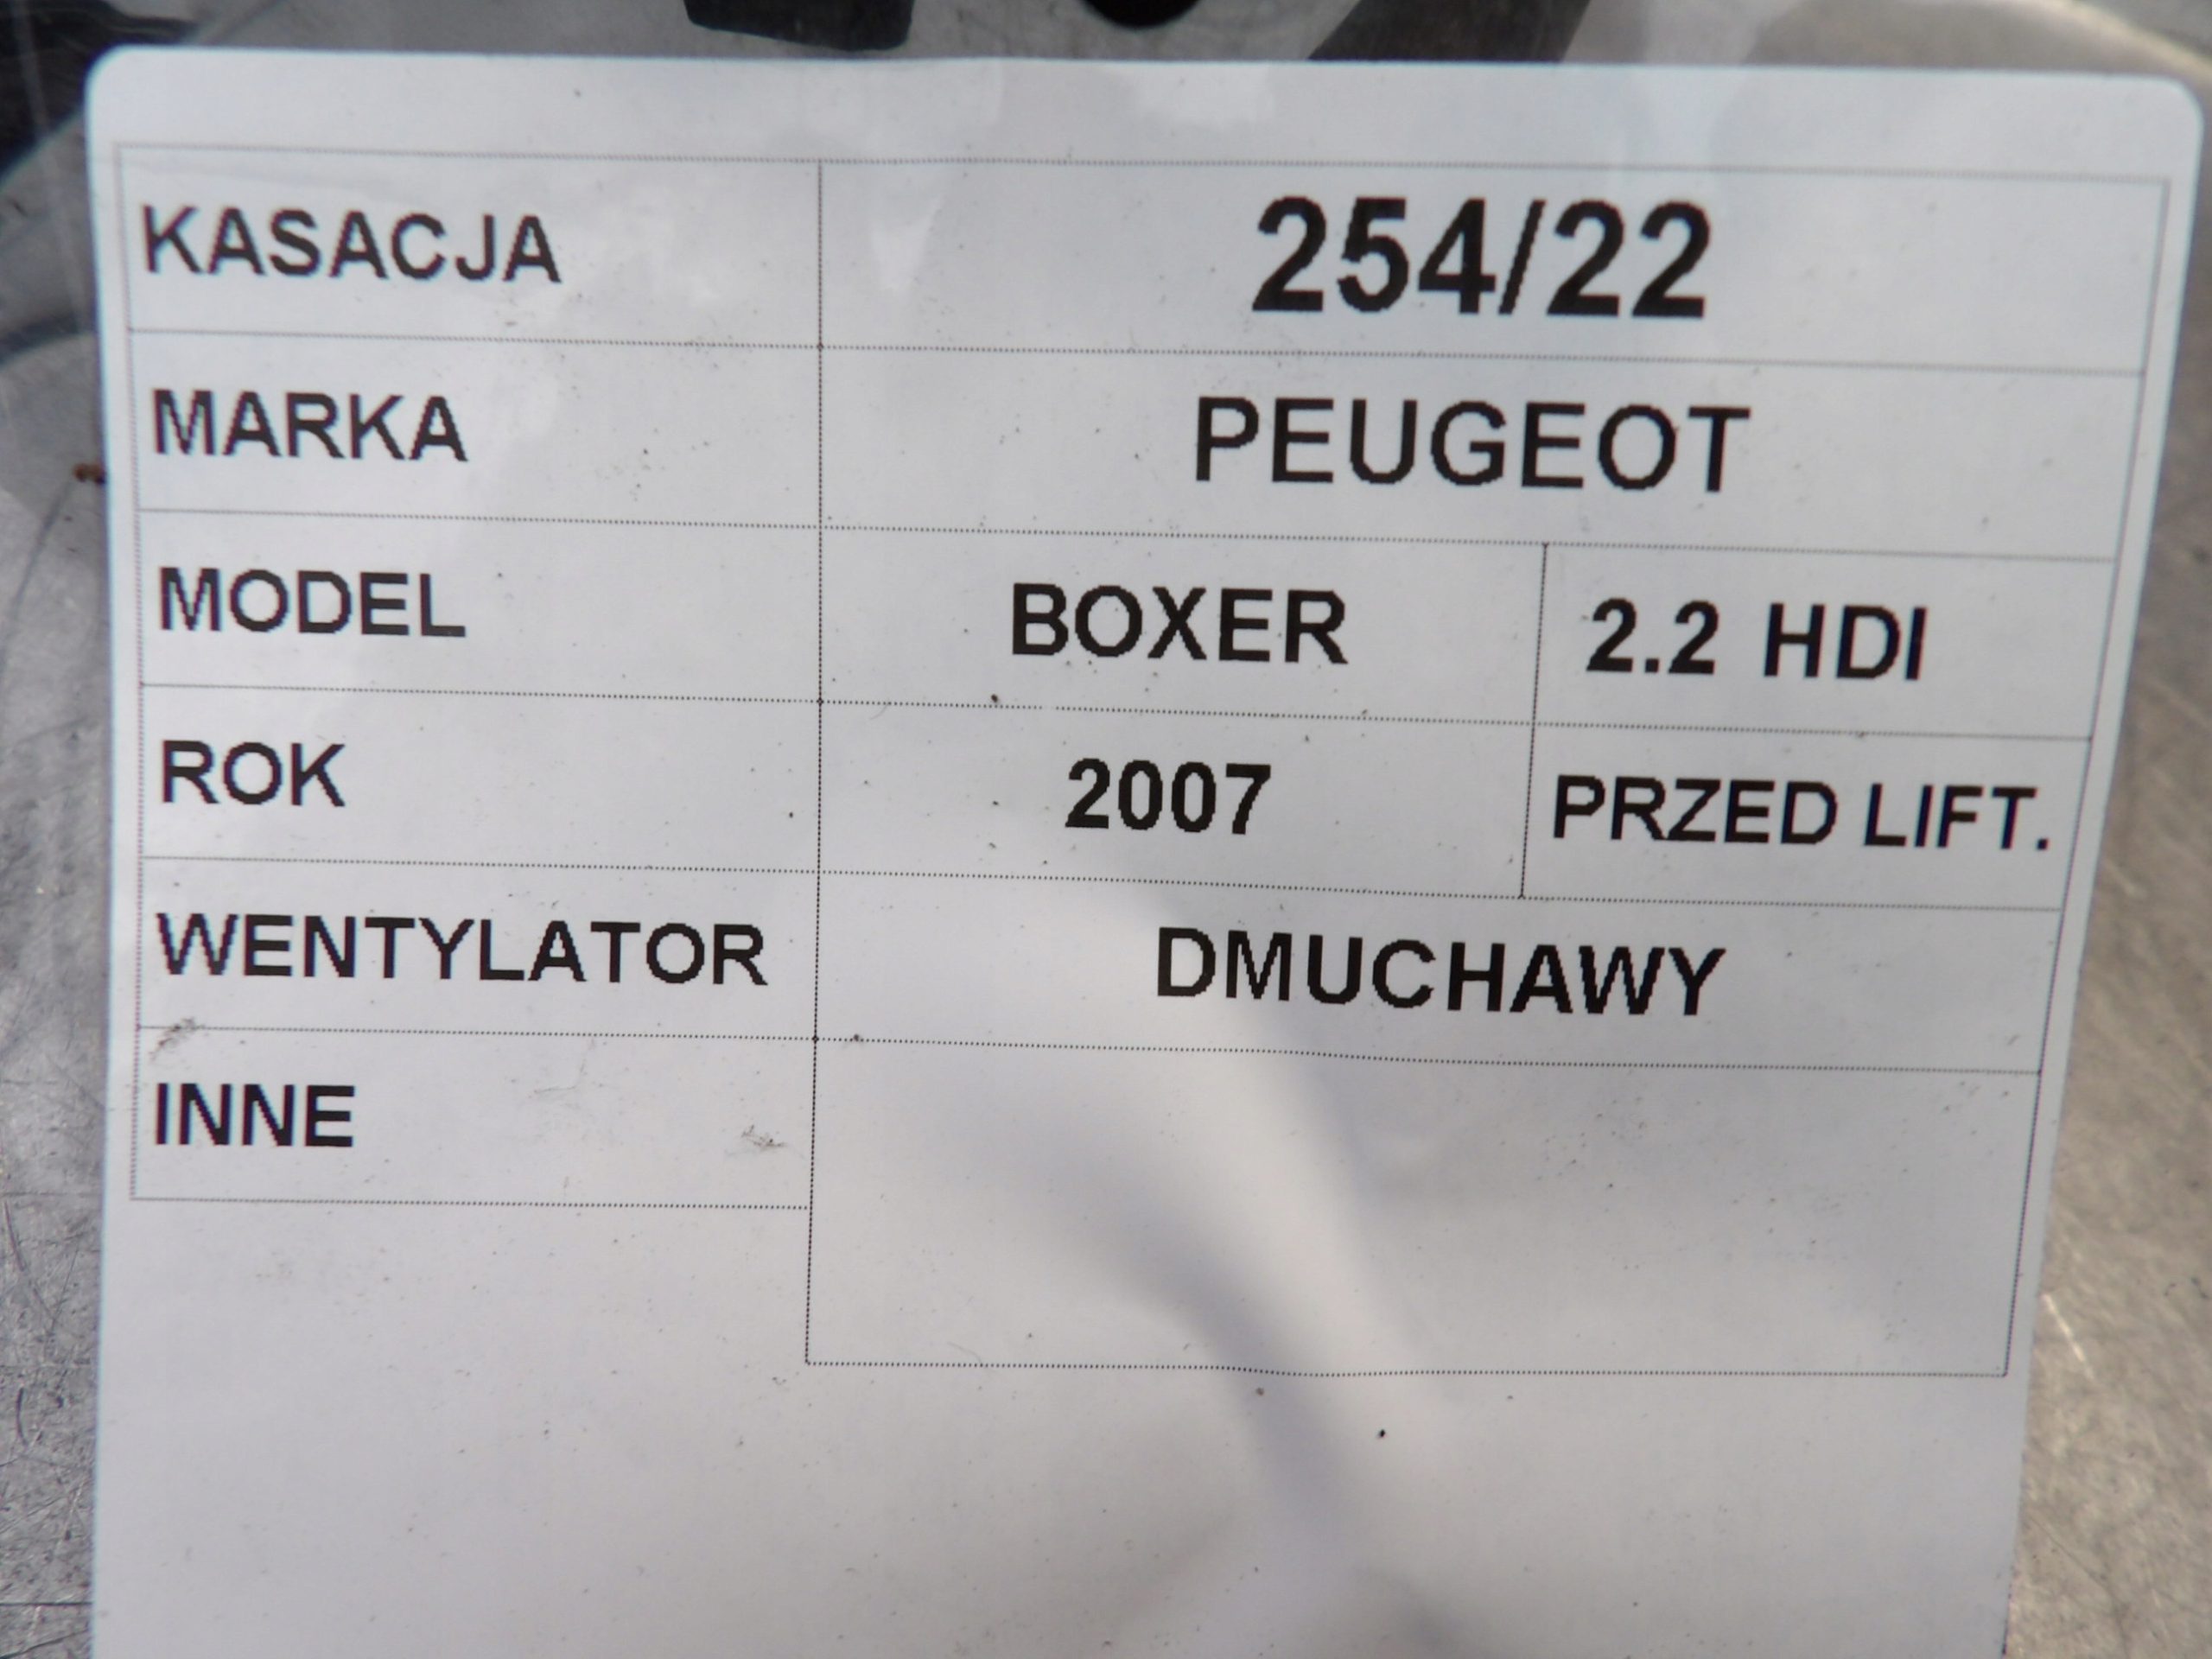 KASACJA 254/22
MARKA PEUGEOT
MODEL BOXER 2.2 HDI
ROK 2007 PRZED LIFT.
WENTYLATOR DMUCHAWY
INNE